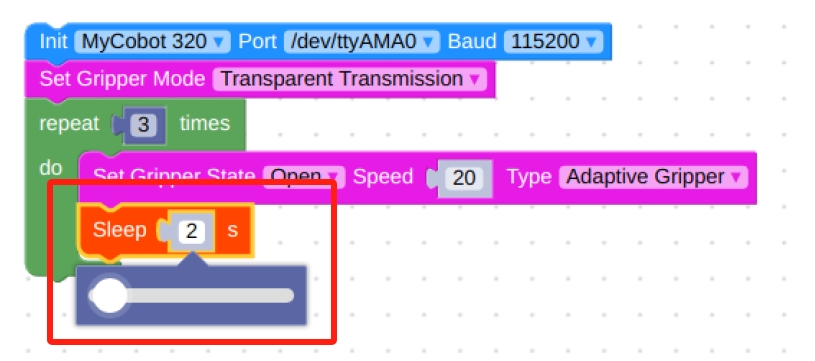 Init MyCobot 320 Port /dev/ttyAMA0 Baud 115200
Set Gripper Mode Transparent Transmission
repeat 3 times
do
Set Gripper State Open Speed 20 Type Adaptive Gripper
Sleep 2 s